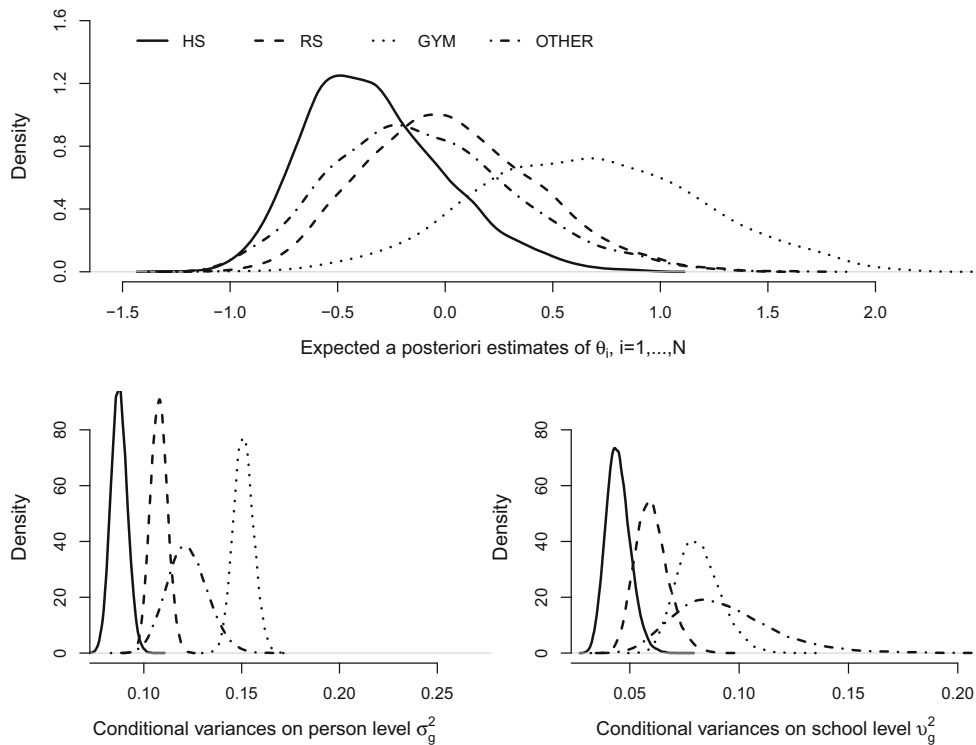 1.6
HS RS GYM OTHER
1.2
0.8
0.4
0.0
Density
−1.5 −1.0 −0.5 0.0 0.5 1.0 1.5 2.0
Expected a posteriori estimates of θi, i=1,...,N
80
60
40
20
0
Density
0.10 0.15 0.20 0.25
Conditional variances on person level σ²g
80
60
40
20
0
Density
0.05 0.10 0.15 0.20
Conditional variances on school level υ²g